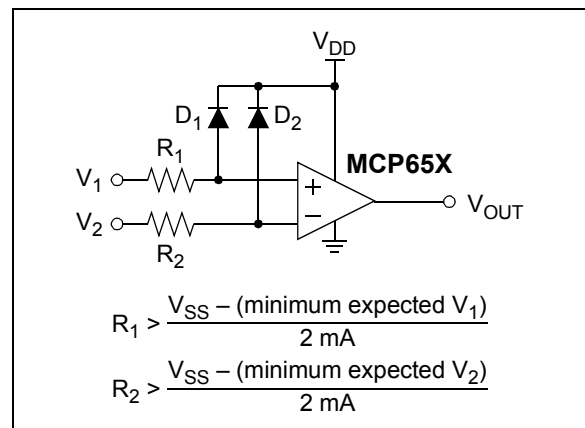 V_DD
D_1 D_2
MCP65X
R_1
V_1
+
V_OUT
V_2
–
R_2
R_1 > V_SS – (minimum expected V_1)
2 mA
R_2 > V_SS – (minimum expected V_2)
2 mA